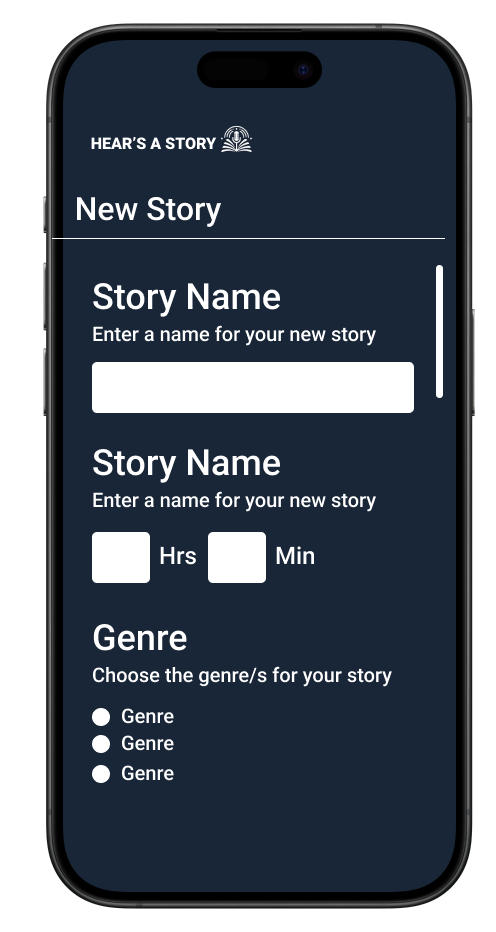 HEAR’S A STORY
New Story
Story Name
Enter a name for your new story
Story Name
Enter a name for your new story
Hrs Min
Genre
Choose the genre/s for your story
Genre
Genre
Genre